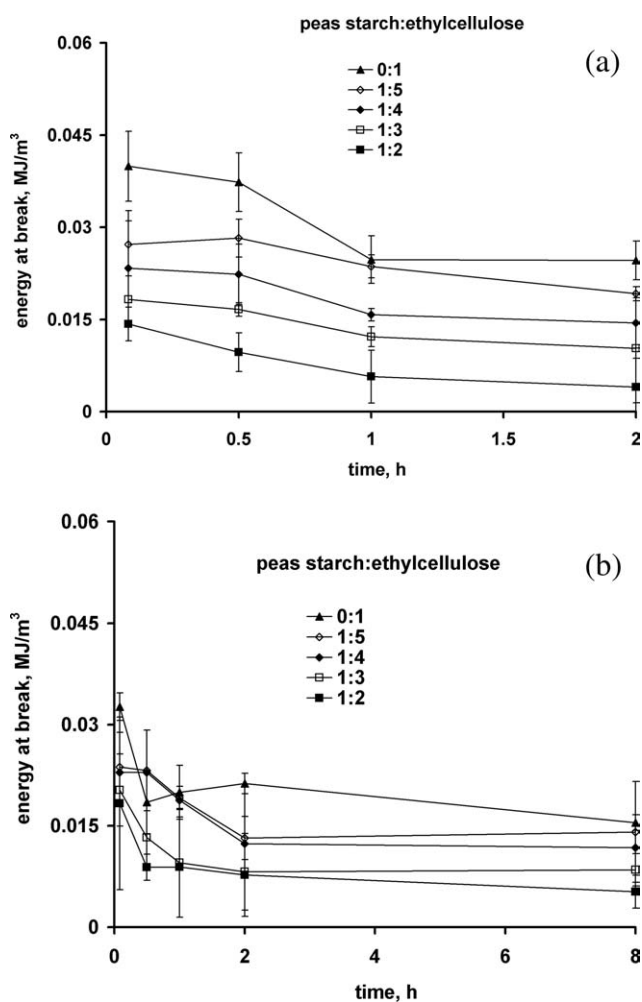 peas starch:ethylcellulose
(a)
0:1
1:5
1:4
1:3
1:2
energy at break, MJ/m³
0.06
0.045
0.03
0.015
0
0 0.5 1 1.5 2
time, h
peas starch:ethylcellulose
(b)
0:1
1:5
1:4
1:3
1:2
energy at break, MJ/m³
0.06
0.045
0.03
0.015
0
0 2 4 6 8
time, h